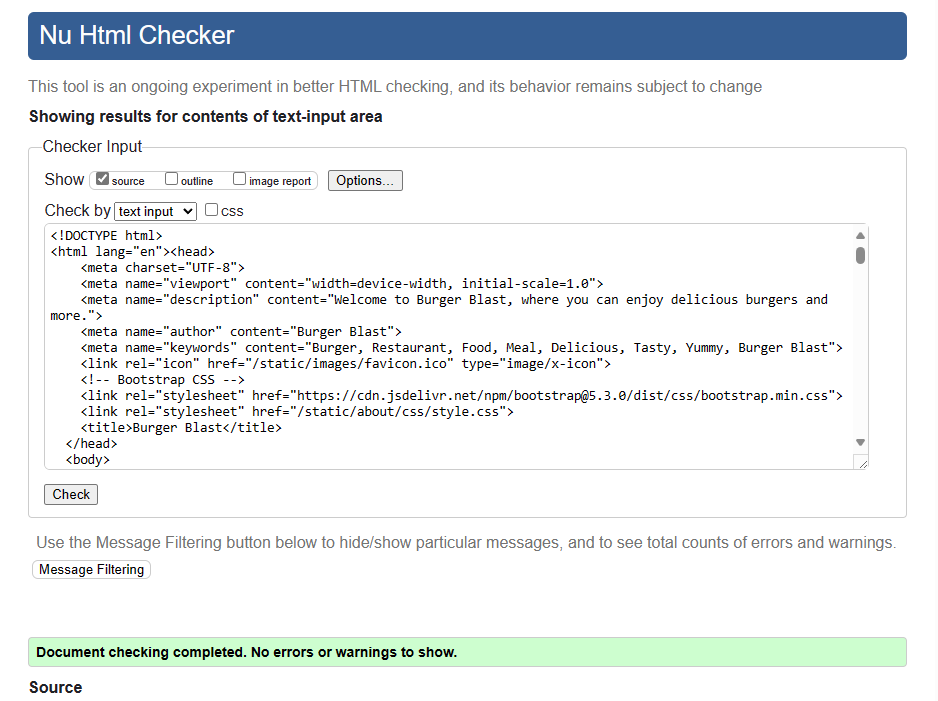 Nu Html Checker
This tool is an ongoing experiment in better HTML checking, and its behavior remains subject to change
Showing results for contents of text-input area
Checker Input
Show source outline image report Options...
Check by text input css
<!DOCTYPE html>
<html lang="en"><head>
    <meta charset="UTF-8">
    <meta name="viewport" content="width=device-width, initial-scale=1.0">
    <meta name="description" content="Welcome to Burger Blast, where you can enjoy delicious burgers and
more.">
    <meta name="author" content="Burger Blast">
    <meta name="keywords" content="Burger, Restaurant, Food, Meal, Delicious, Tasty, Yummy, Burger Blast">
    <link rel="icon" href="/static/images/favicon.ico" type="image/x-icon">
    <!-- Bootstrap CSS -->
    <link rel="stylesheet" href="https://cdn.jsdelivr.net/npm/bootstrap@5.3.0/dist/css/bootstrap.min.css">
    <link rel="stylesheet" href="/static/about/css/style.css">
    <title>Burger Blast</title>
  </head>
  <body>
Check
Use the Message Filtering button below to hide/show particular messages, and to see total counts of errors and warnings.
Message Filtering
Document checking completed. No errors or warnings to show.
Source